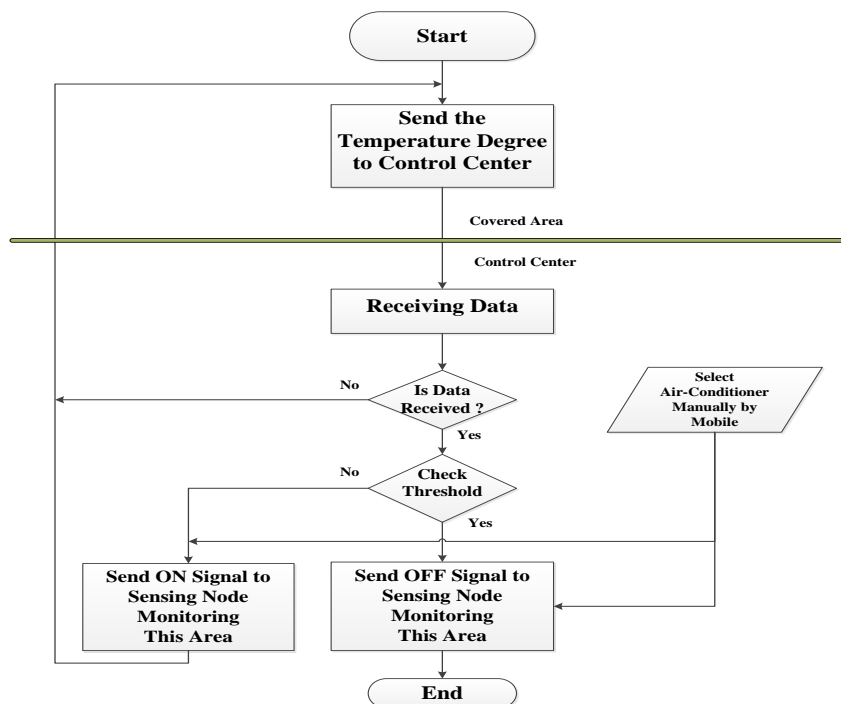 Start
Send the
Temperature Degree
to Control Center
Covered Area
Control Center
Receiving Data
No
Is Data
Received ?
Yes
Select
Air-Conditioner
Manually by
Mobile
No
Check
Threshold
Yes
Send ON Signal to
Sensing Node
Monitoring
This Area
Send OFF Signal to
Sensing Node
Monitoring
This Area
End